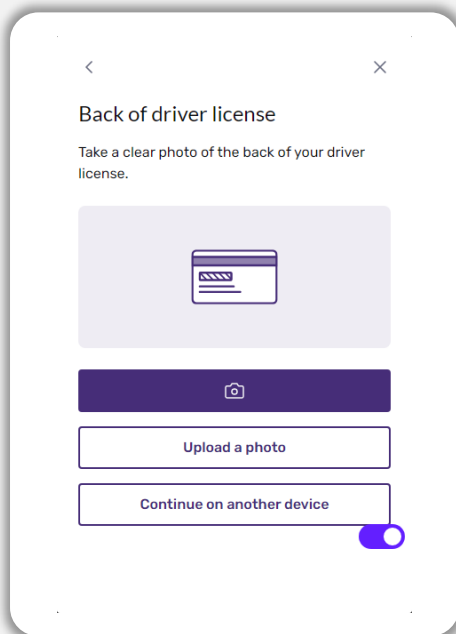 Back of driver license
Take a clear photo of the back of your driver
license.
Upload a photo
Continue on another device